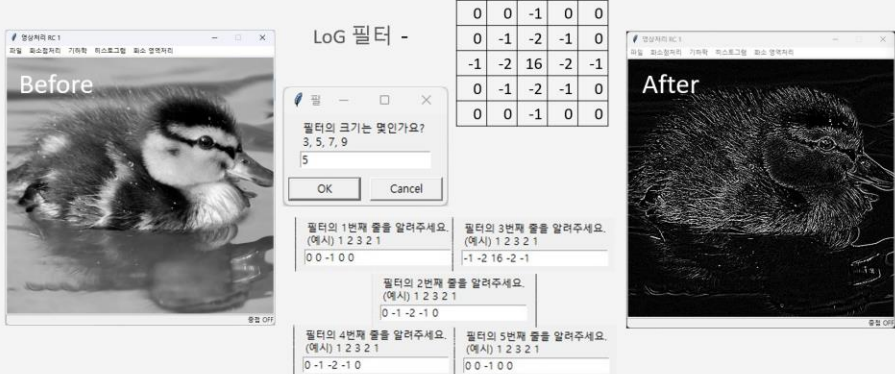 영상처리 RC 1
파일 화소점처리 기하학 히스토그램 화소 영역처리
Before
중첩 OFF
LoG 필터 -
필
필터의 크기는 몇인가요?
3, 5, 7, 9
5
OK Cancel
0 0 -1 0 0
0 -1 -2 -1 0
-1 -2 16 -2 -1
0 -1 -2 -1 0
0 0 -1 0 0
필터의 1번째 줄을 알려주세요.
(예시) 1 2 3 2 1
0 0 -1 0 0
필터의 3번째 줄을 알려주세요.
(예시) 1 2 3 2 1
-1 -2 16 -2 -1
필터의 2번째 줄을 알려주세요.
(예시) 1 2 3 2 1
0 -1 -2 -1 0
필터의 4번째 줄을 알려주세요.
(예시) 1 2 3 2 1
0 -1 -2 -1 0
필터의 5번째 줄을 알려주세요.
(예시) 1 2 3 2 1
0 0 -1 0 0
영상처리 RC 1
파일 화소점처리 기하학 히스토그램 화소 영역처리
After
중첩 OFF